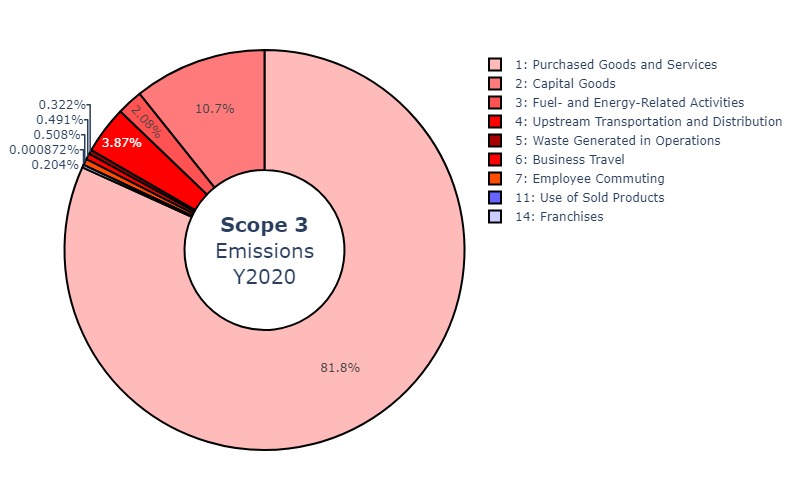 10.7%
2.08%
3.87%
0.322%
0.491%
0.508%
0.000872%
0.204%
81.8%
Scope 3
Emissions
Y2020
1: Purchased Goods and Services
2: Capital Goods
3: Fuel- and Energy-Related Activities
4: Upstream Transportation and Distribution
5: Waste Generated in Operations
6: Business Travel
7: Employee Commuting
11: Use of Sold Products
14: Franchises